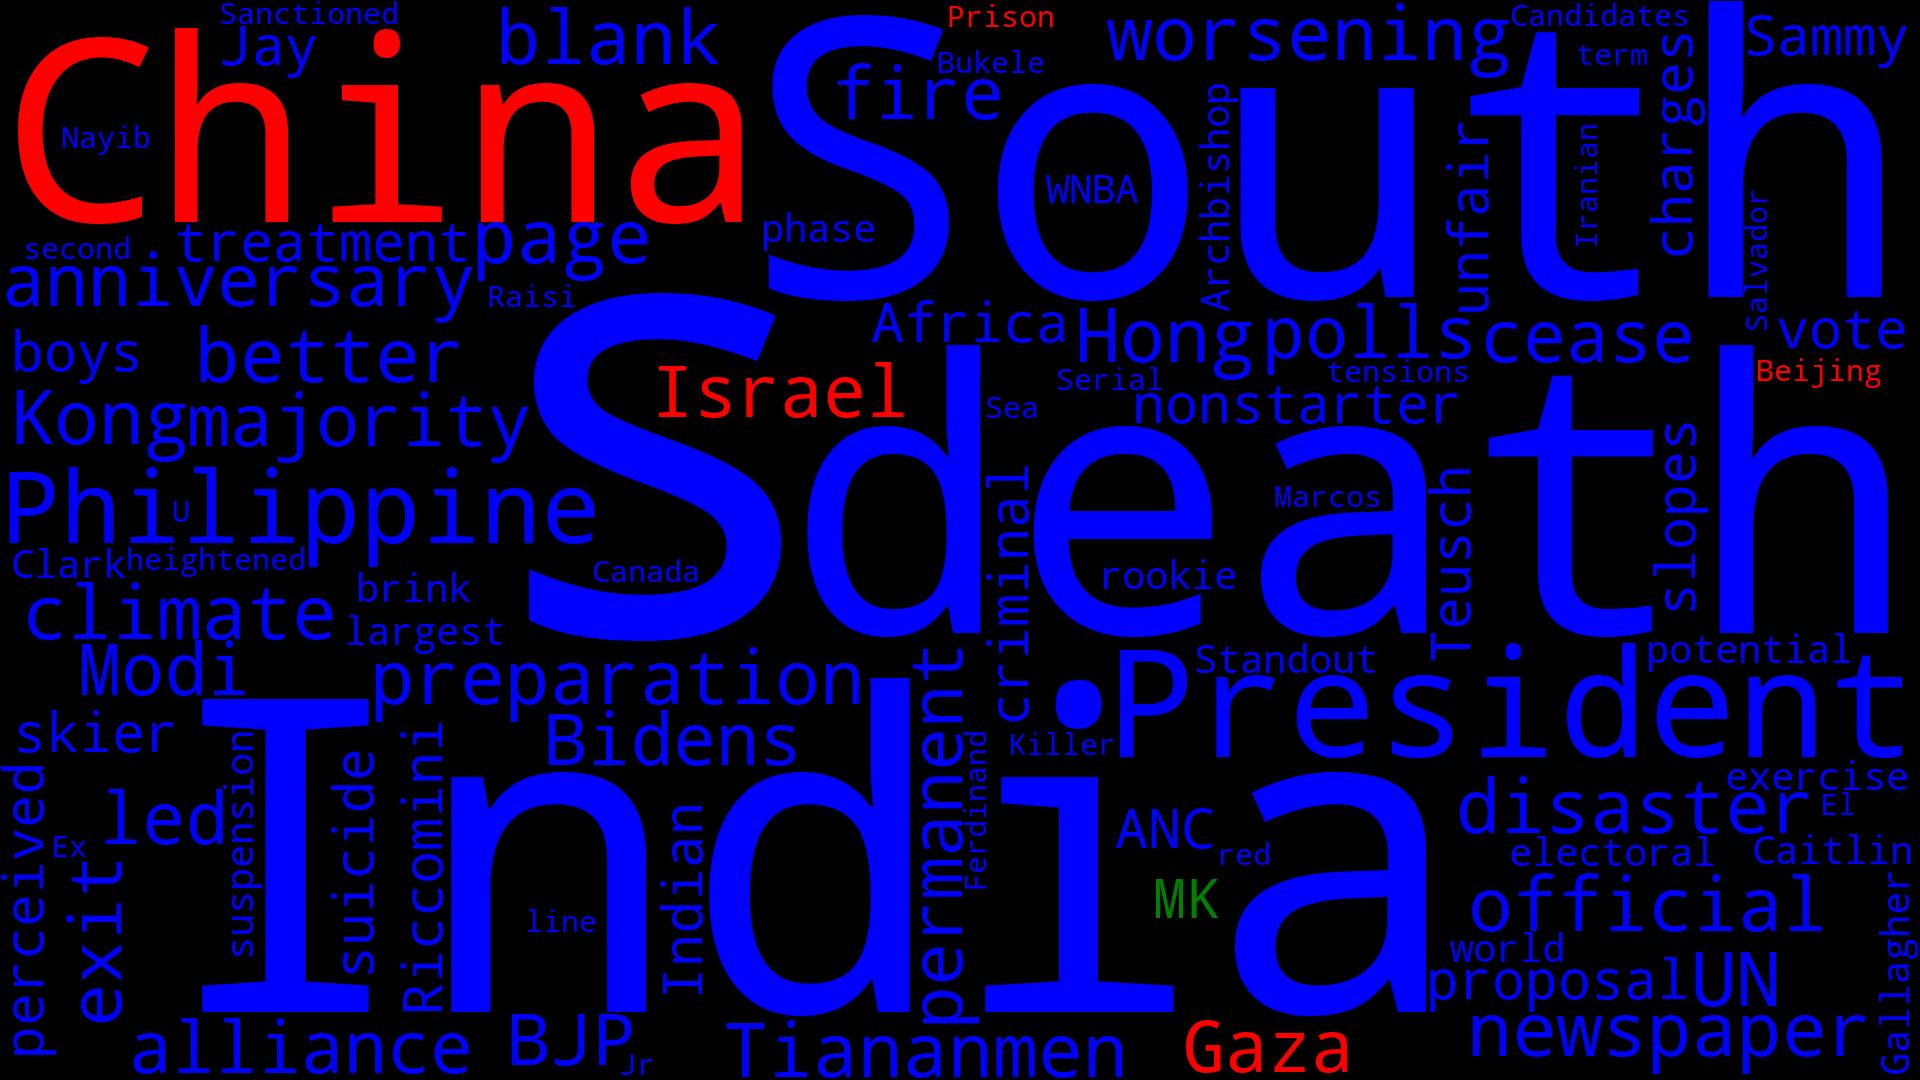 Sanctioned
Jay
blank
Prison
worsening
Candidates
Sammy
China
South
fire
Bukele
term
charges
Nayib
Archbishop
unfair
Iranian
WNBA
Salvador
second
treatment
page
phase
anniversary
Raisi
Africa
Hong
polls
cease
vote
boys
better
Israel
Serial
tensions
Beijing
Kong
majority
S
death
Sea
nonstarter
slopes
Philippine
U
criminal
Marcos
Teusch
Clark
heightened
Canada
brink
rookie
climate
largest
Modi
preparation
permanent
Standout
President
potential
skier
Bidens
Killer
India
perceived
Ex
led
exit
suspension
suicide
Riccomini
line
Indian
Ferdinand
ANC
red
MK
disaster
exercise
El
electoral
Caitlin
official
world
Gallagher
proposal
UN
alliance
BJP
Jr
Tiananmen
Gaza
newspaper